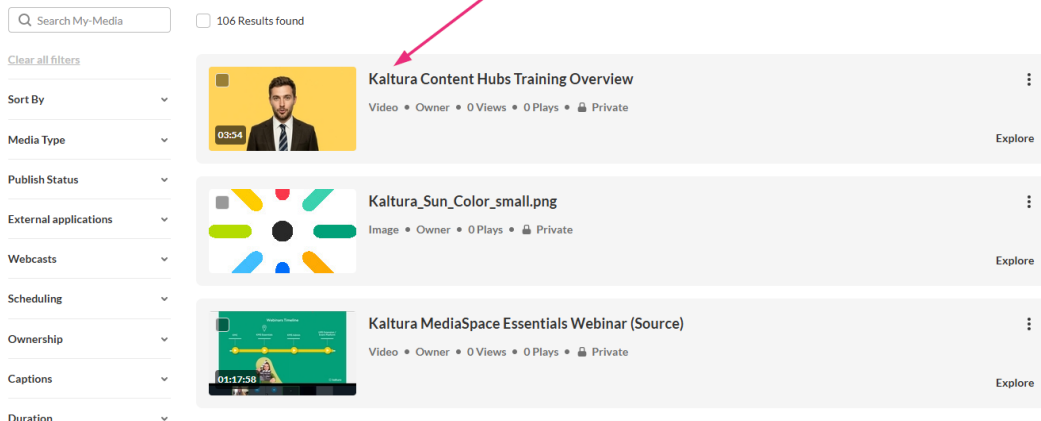 Search My-Media
106 Results found
Clear all filters
Sort By
Media Type
Publish Status
External applications
Webcasts
Scheduling
Ownership
Captions
Duration
Kaltura Content Hubs Training Overview
Video • Owner • 0 Views • 0 Plays • Private
03:54
Explore
Kaltura_Sun_Color_small.png
Image • Owner • 0 Plays • Private
Explore
Kaltura MediaSpace Essentials Webinar (Source)
Video • Owner • 0 Views • 0 Plays • Private
01:17:58
Explore